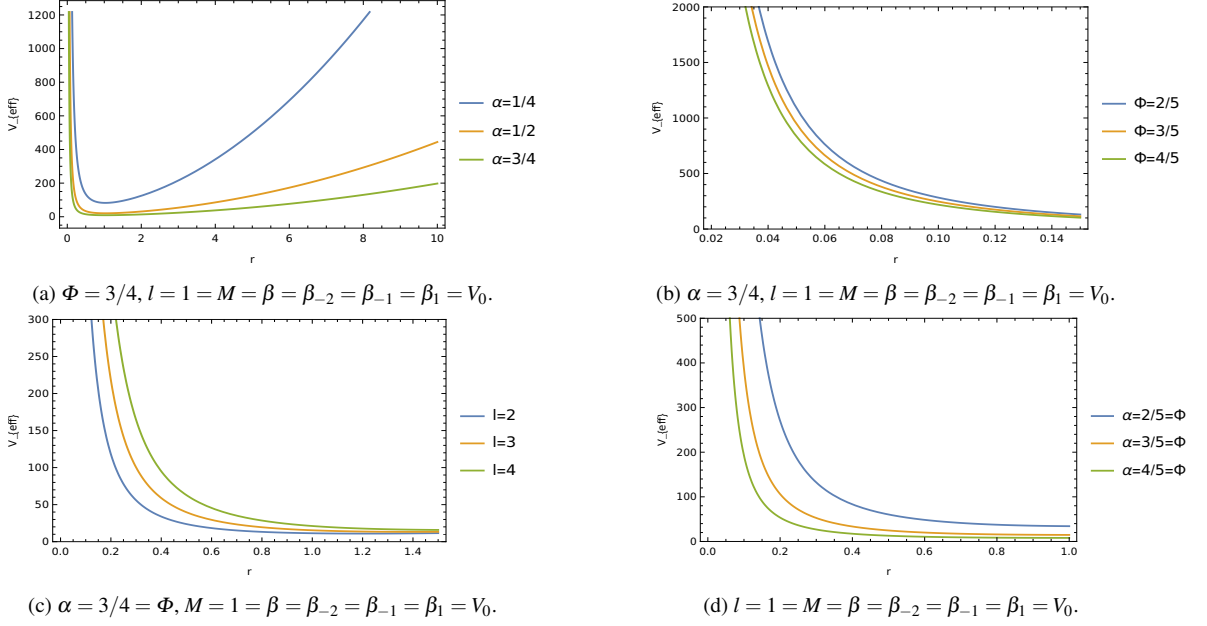 1200
1000
800
600
400
200
0
V_{eff}
0 2 4 6 8 10
r
α=1/4
α=1/2
α=3/4
(a) Φ = 3/4, l = 1 = M = β = β₋₂ = β₋₁ = β₁ = V₀.
2000
1500
1000
500
0
V_{eff}
0.02 0.04 0.06 0.08 0.10 0.12 0.14
r
Φ=2/5
Φ=3/5
Φ=4/5
(b) α = 3/4, l = 1 = M = β = β₋₂ = β₋₁ = β₁ = V₀.
300
250
200
150
100
50
0
V_{eff}
0.0 0.2 0.4 0.6 0.8 1.0 1.2 1.4
r
l=2
l=3
l=4
(c) α = 3/4 = Φ, M = 1 = β = β₋₂ = β₋₁ = β₁ = V₀.
500
400
300
200
100
0
V_{eff}
0.0 0.2 0.4 0.6 0.8 1.0
r
α=2/5=Φ
α=3/5=Φ
α=4/5=Φ
(d) l = 1 = M = β = β₋₂ = β₋₁ = β₁ = V₀.